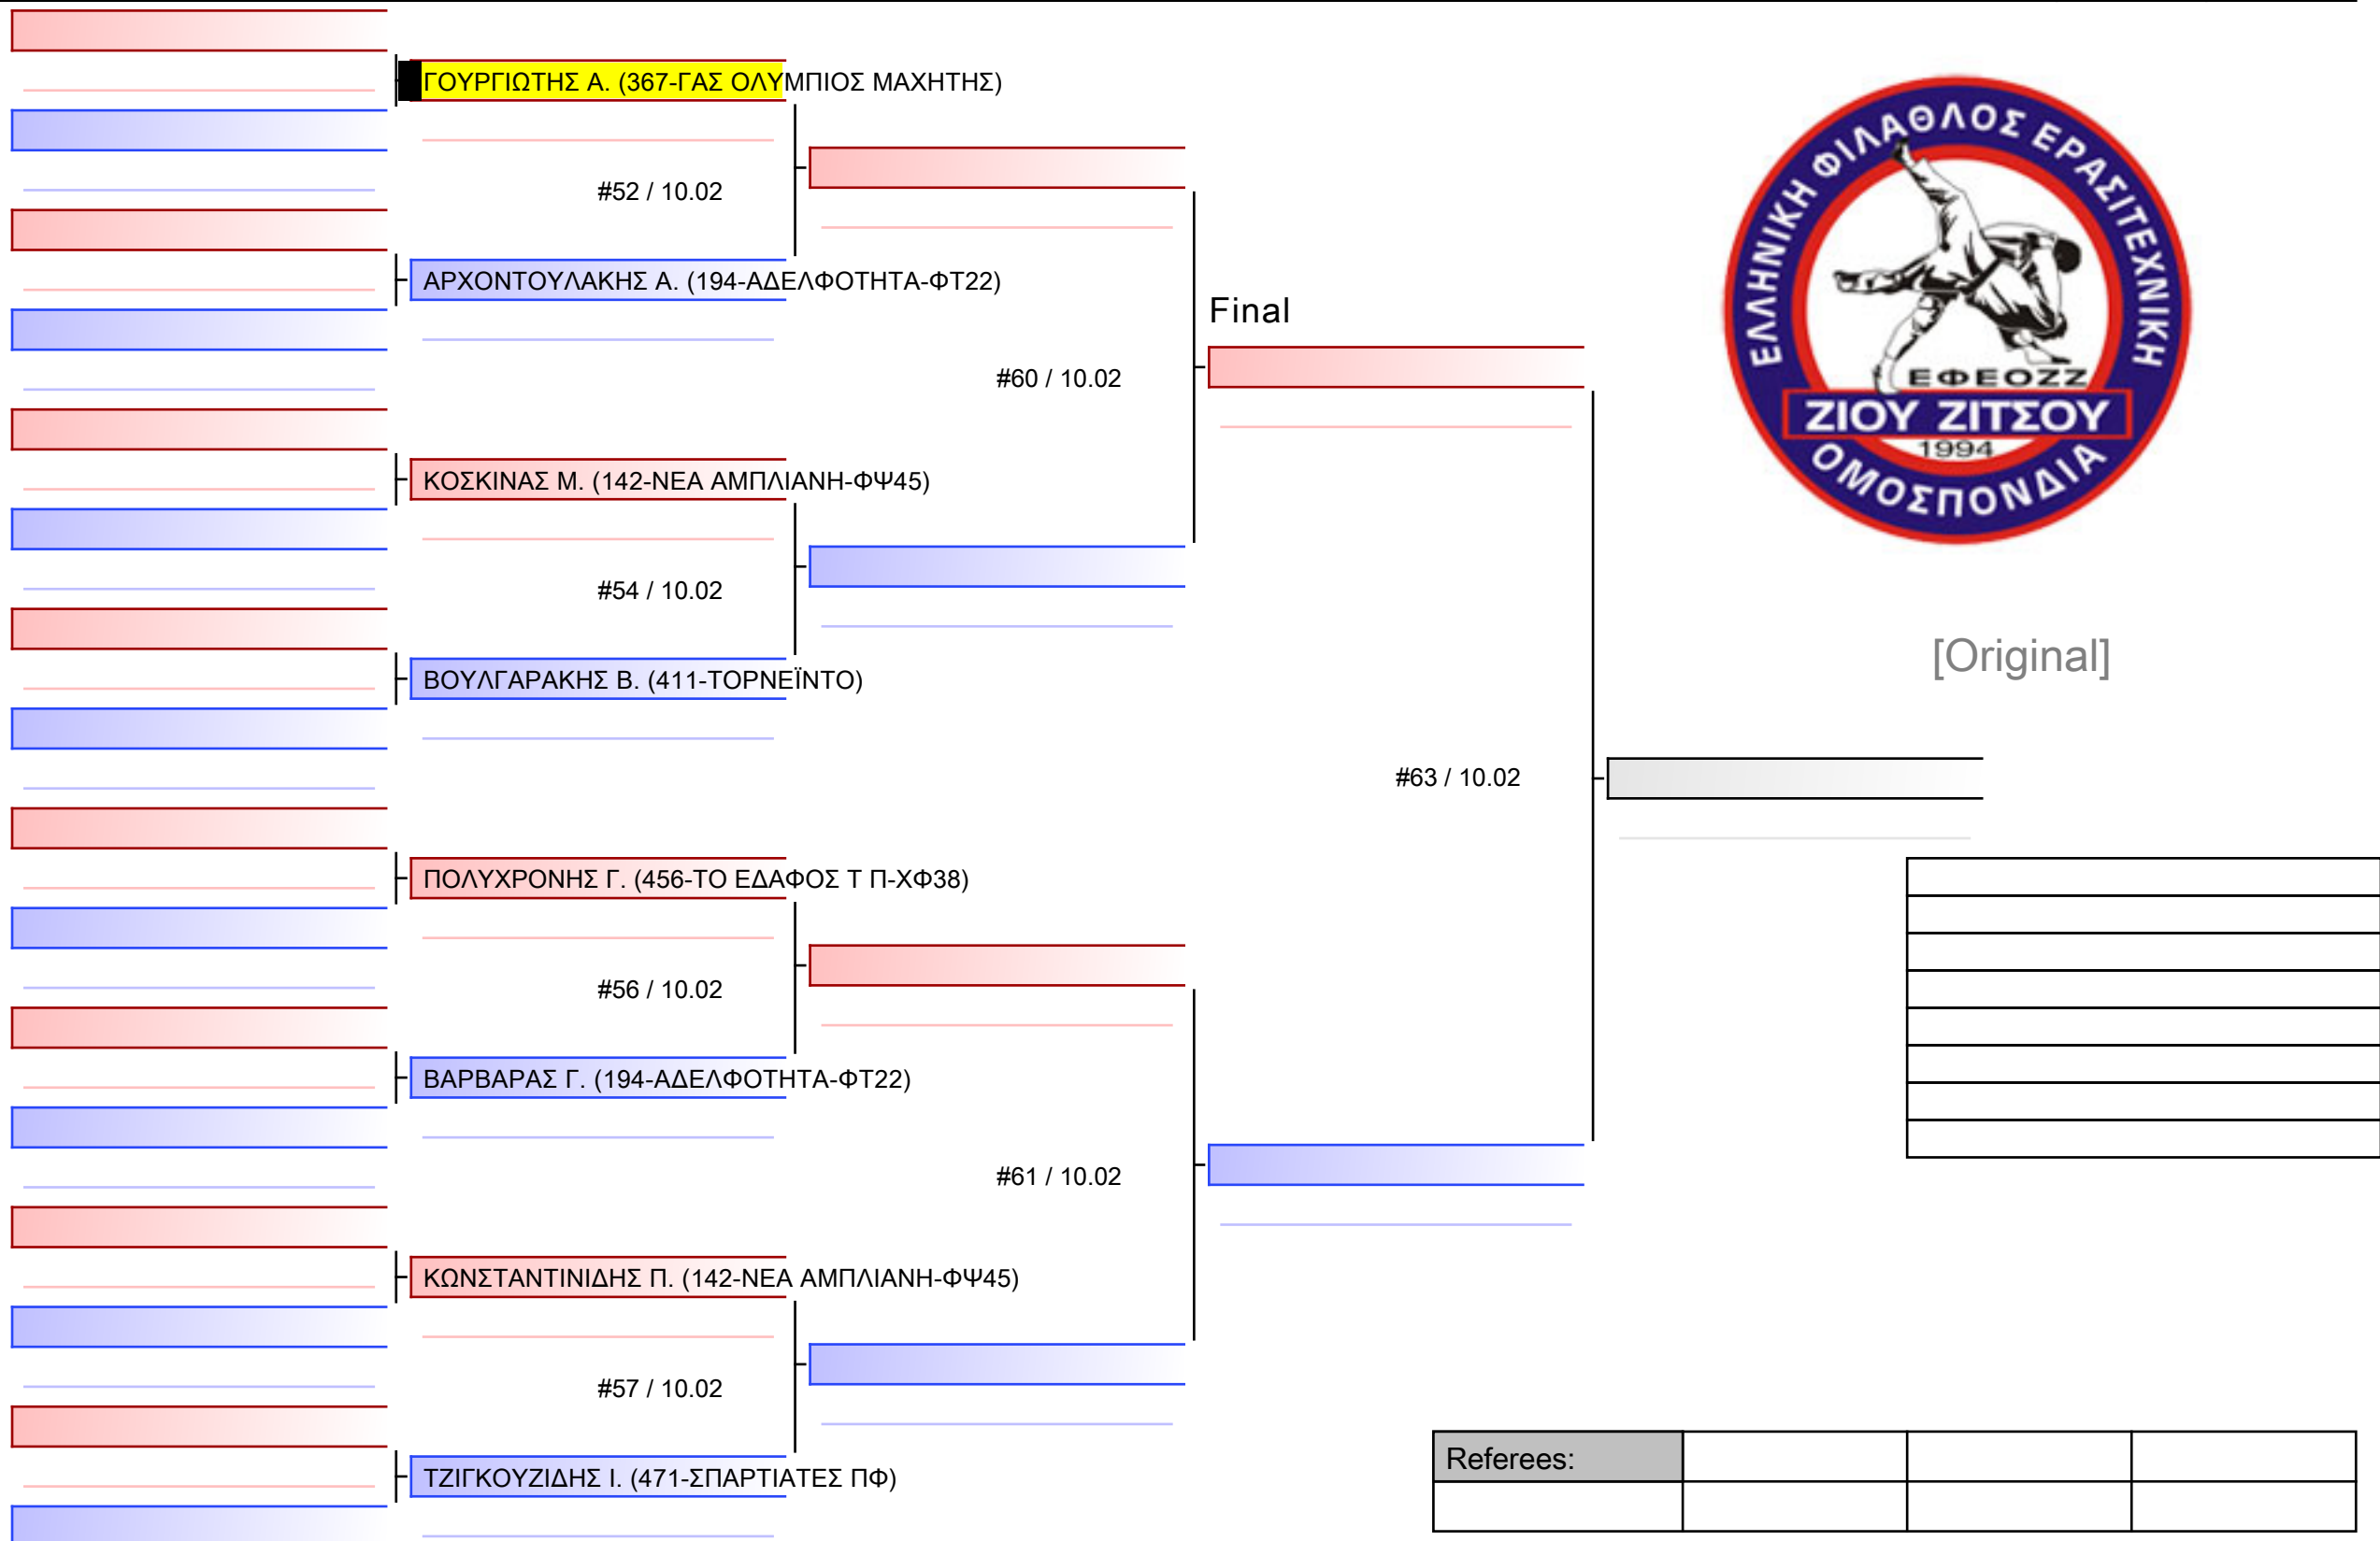 ΓΟΥΡΓΙΩΤΗΣ Α. (367-ΓΑΣ ΟΛΥΜΠΙΟΣ ΜΑΧΗΤΗΣ)
#52 / 10.02
ΑΡΧΟΝΤΟΥΛΑΚΗΣ Α. (194-ΑΔΕΛΦΟΤΗΤΑ-ΦΤ22)
Final
#60 / 10.02
ΚΟΣΚΙΝΑΣ Μ. (142-ΝΕΑ ΑΜΠΛΙΑΝΗ-ΦΨ45)
#54 / 10.02
ΒΟΥΛΓΑΡΑΚΗΣ Β. (411-ΤΟΡΝΕΪΝΤΟ)
ΕΛΛΗΝΙΚΗ ΦΙΛΑΘΛΟΣ ΕΡΑΣΙΤΕΧΝΙΚΗ
ΕΦΕΟΖΖ
ΖΙΟΥ ΖΙΤΣΟΥ
1994
ΟΜΟΣΠΟΝΔΙΑ
[Original]
#63 / 10.02
ΠΟΛΥΧΡΟΝΗΣ Γ. (456-ΤΟ ΕΔΑΦΟΣ Τ Π-ΧΦ38)
#56 / 10.02
ΒΑΡΒΑΡΑΣ Γ. (194-ΑΔΕΛΦΟΤΗΤΑ-ΦΤ22)
#61 / 10.02
ΚΩΝΣΤΑΝΤΙΝΙΔΗΣ Π. (142-ΝΕΑ ΑΜΠΛΙΑΝΗ-ΦΨ45)
#57 / 10.02
ΤΖΙΓΚΟΥΖΙΔΗΣ Ι. (471-ΣΠΑΡΤΙΑΤΕΣ ΠΦ)
Referees: